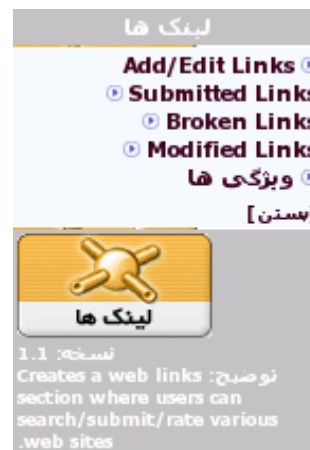 لینک ها
Add/Edit Links
Submitted Links
Broken Links
Modified Links
ویژگی ها
[بستن]
لینک ها
نسخه: 1.1
توضیح: Creates a web links
section where users can
search/submit/rate various
web sites.